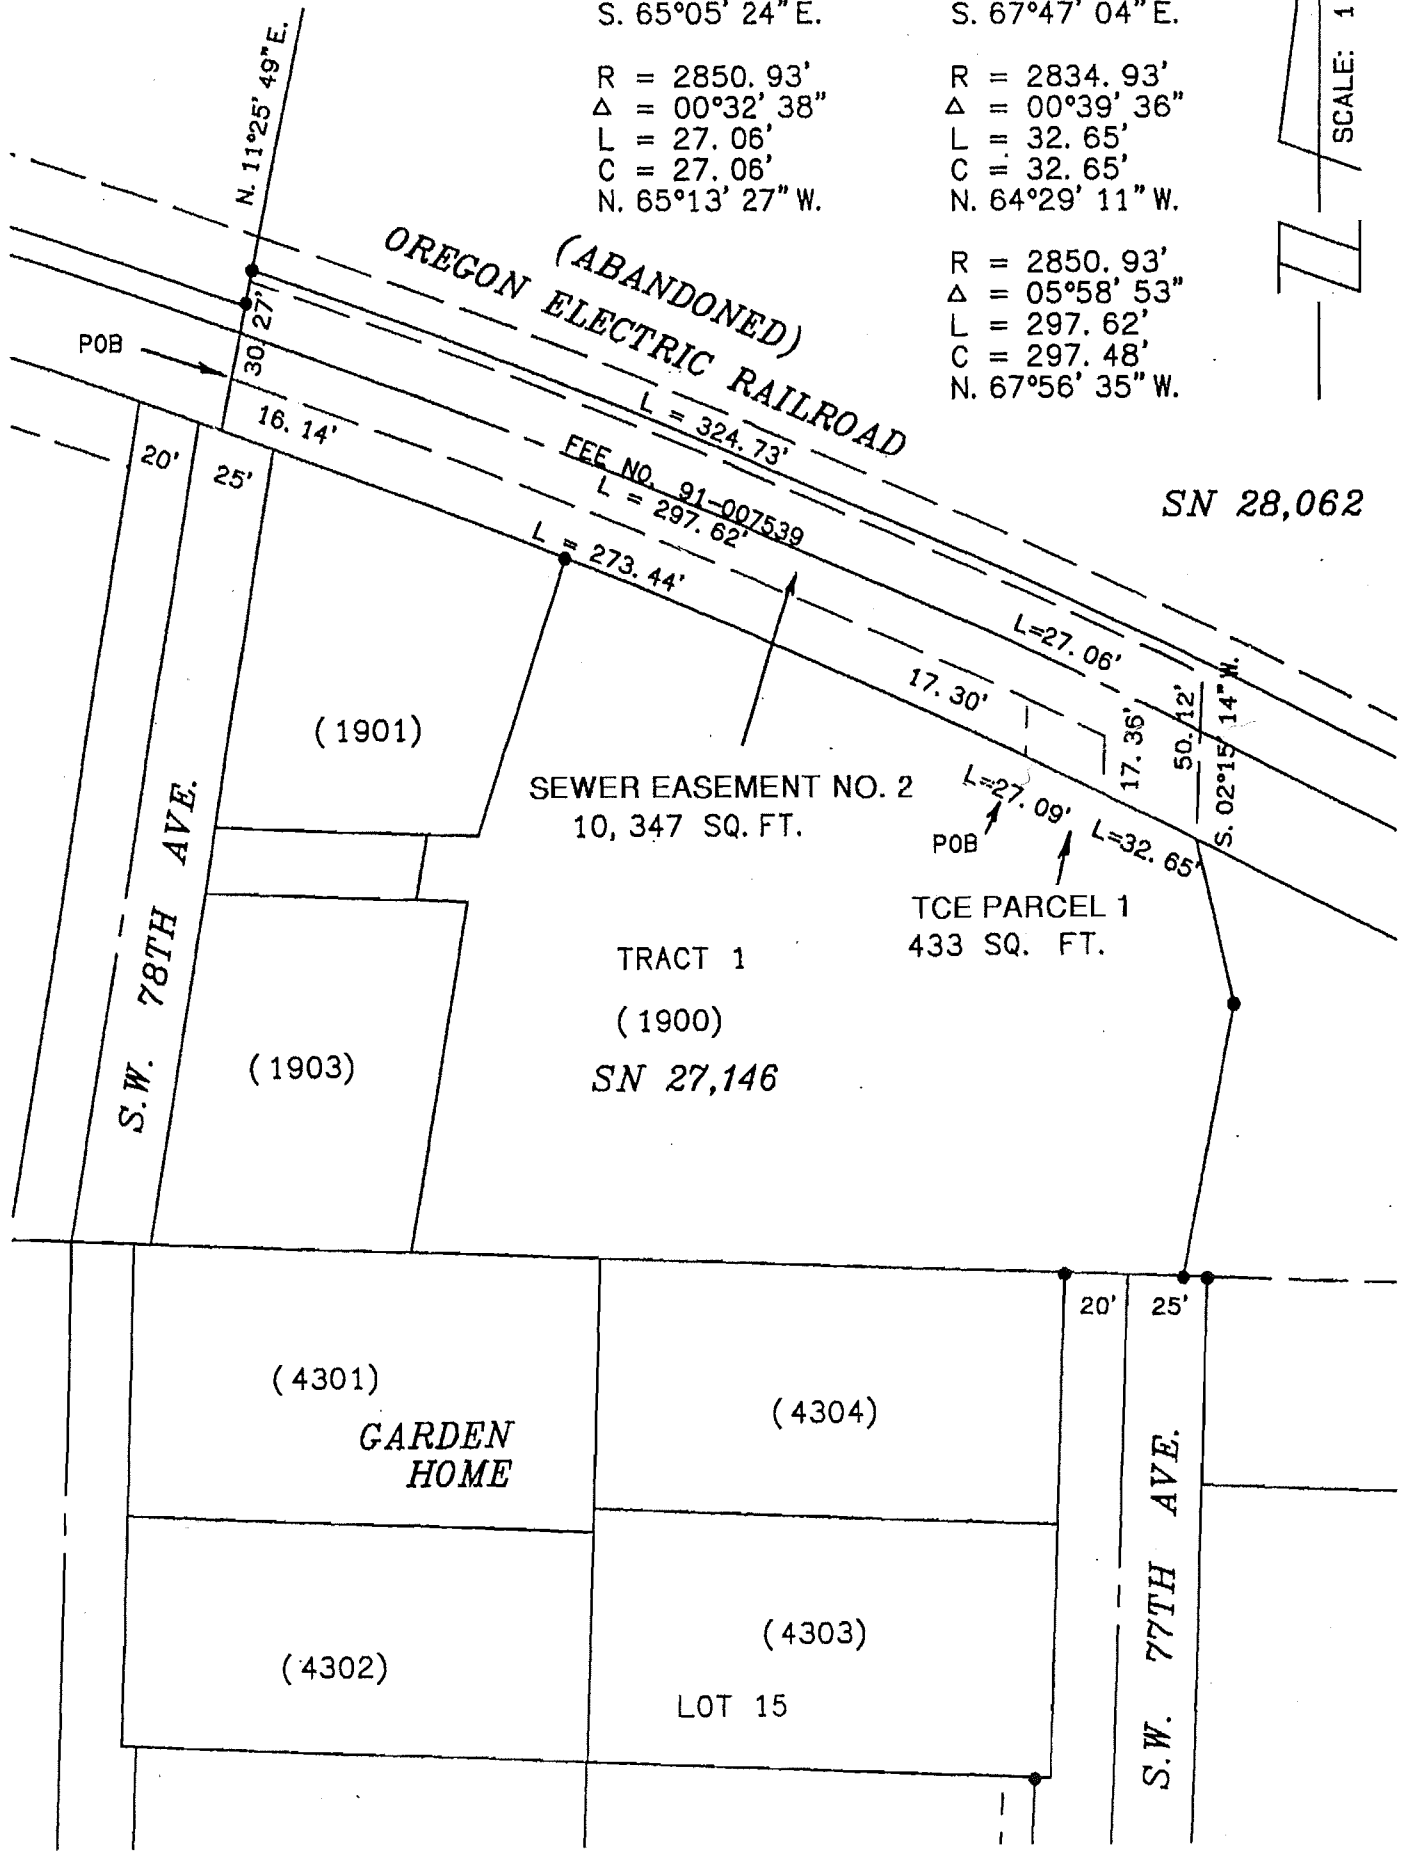 S. 65°05' 24" E.
R = 2850. 93'
Δ = 00°32' 38"
L = 27. 06'
C = 27. 06'
N. 65°13' 27" W.
S. 67°47' 04" E.
R = 2834. 93'
Δ = 00°39' 36"
L = 32. 65'
C = 32. 65'
N. 64°29' 11" W.
R = 2850. 93'
Δ = 05°58' 53"
L = 297. 62'
C = 297. 48'
N. 67°56' 35" W.
SCALE: 1
N
N. 11°25' 49" E.
(ABANDONED)
OREGON ELECTRIC RAILROAD
POB
30. 27'
16. 14'
20'
25'
L = 324. 73'
FEE NO. 91-007539
L = 297. 62'
L = 273. 44'
SN 28,062
L=27. 06'
17. 30'
17. 36'
50. 12'
S. 02°15' 14" W.
(1901)
SEWER EASEMENT NO. 2
10, 347 SQ. FT.
L=27. 09'
POB
L=32. 65'
TCE PARCEL 1
433 SQ. FT.
S.W. 78TH AVE.
TRACT 1
(1900)
SN 27,146
(1903)
20'
25'
(4301)
GARDEN
HOME
(4304)
(4302)
(4303)
LOT 15
S.W. 77TH AVE.